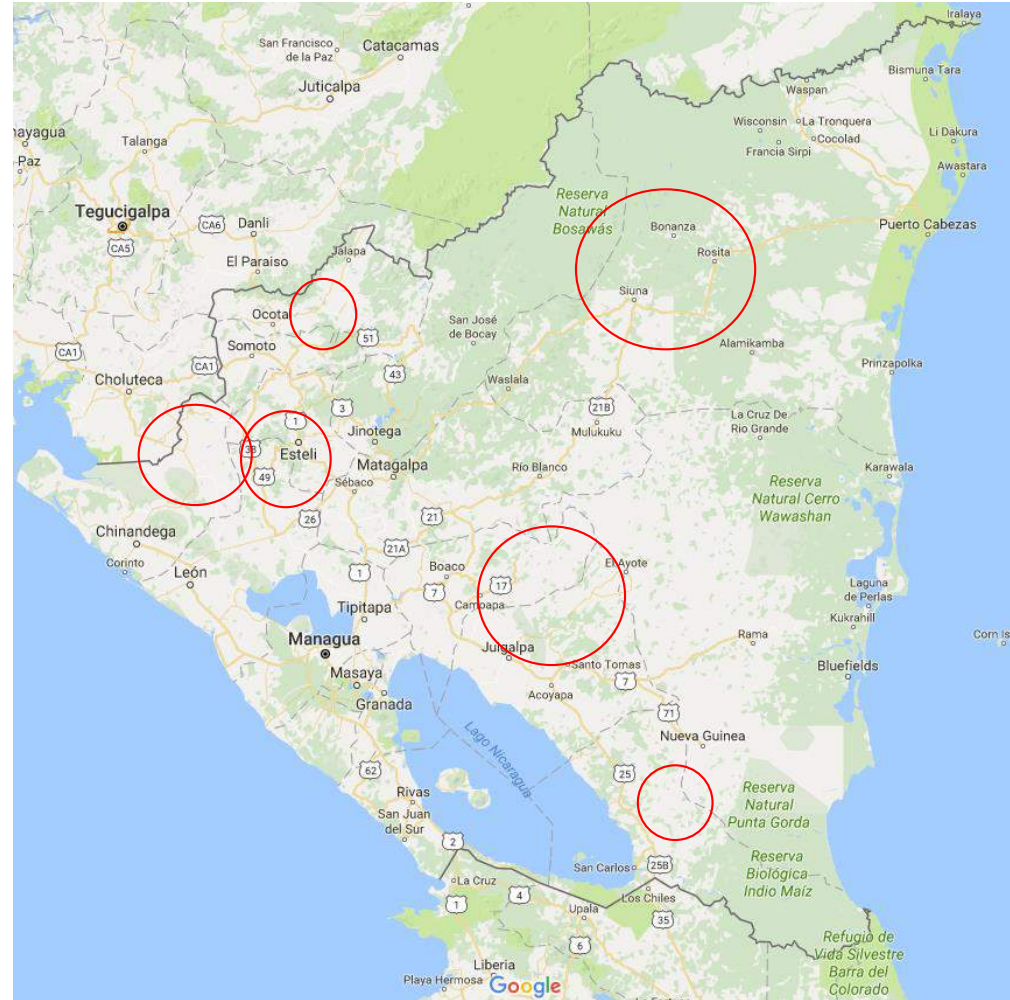 Iralaya
San Francisco
de la Paz
Catacamas
Bismuna Tara
Juticalpa
Waspan
ayagua
Talanga
Wisconsin
La Tronquera
Li Dakura
Cocolad
Francia Sirpi
Paz
Awastara
Reserva
Natural
Bosawás
Tegucigalpa
CA6
Danli
Bonanza
Puerto Cabezas
CA5
Jalapa
Rosita
El Paraiso
Siuna
Ocota
San José
de Bocay
51
Somoto
Alamikamba
CA1
CA1
Prinzapolka
43
Choluteca
Waslala
3
21B
La Cruz De
Rio Grande
1
Jinotega
Mulukuku
38
Esteli
Matagalpa
Río Blanco
Karawala
49
Sébaco
Reserva
Natural Cerro
Wawashan
26
21
Chinandega
21A
Corinto
León
1
Boaco
17
El Ayote
7
Camoapa
Laguna
de Perlas
Tipitapa
Kukrahill
Managua
Rama
Corn Is
Juigalpa
Masaya
Santo Tomas
Bluefields
7
Granada
Acoyapa
71
Lago Nicaragua
Nueva Guinea
62
25
Rivas
Reserva
Natural
Punta Gorda
San Juan
del Sur
2
Reserva
Biológica
Indio Maíz
San Carlos
25B
La Cruz
4
Los Chiles
1
Upala
35
6
Refugio de
Vida Silvestre
Barra del
Colorado
Liberia
Playa Hermosa
Google